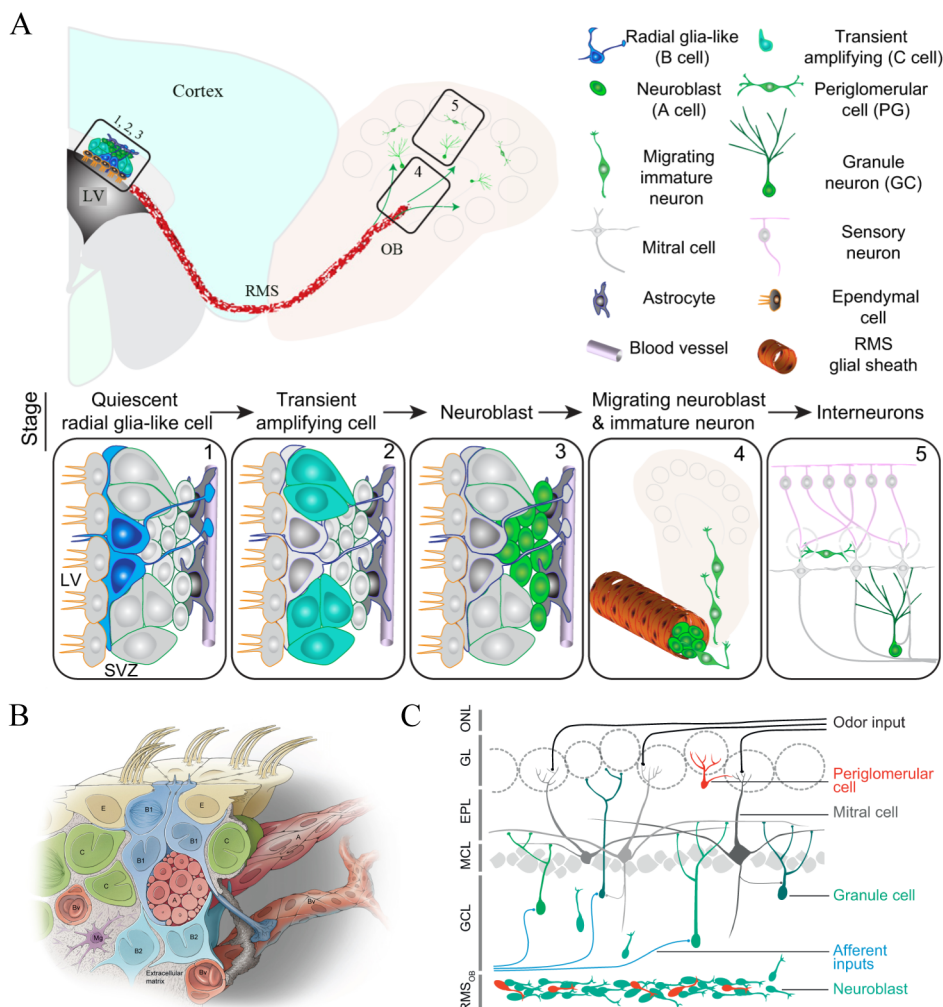 A
Cortex
1, 2, 3
LV
RMS
OB
4
5
Radial glia-like
(B cell)
Transient
amplifying (C cell)
Neuroblast
(A cell)
Periglomerular
cell (PG)
Migrating
immature
neuron
Granule
neuron (GC)
Mitral cell
Sensory
neuron
Astrocyte
Ependymal
cell
Blood vessel
RMS
glial sheath
Stage
Quiescent
radial glia-like cell
Transient
amplifying cell
Neuroblast
Migrating neuroblast
& immature neuron
Interneurons
1
2
3
4
5
LV
SVZ
B
E
B1
E
C
B1
B1
C
A
C
A
Bv
Bv
Mg
B2
B2
Extracellular
matrix
Bv
C
ONL
GL
EPL
MCL
GCL
RMS OB
Odor input
Periglomerular
cell
Mitral cell
Granule cell
Afferent
inputs
Neuroblast